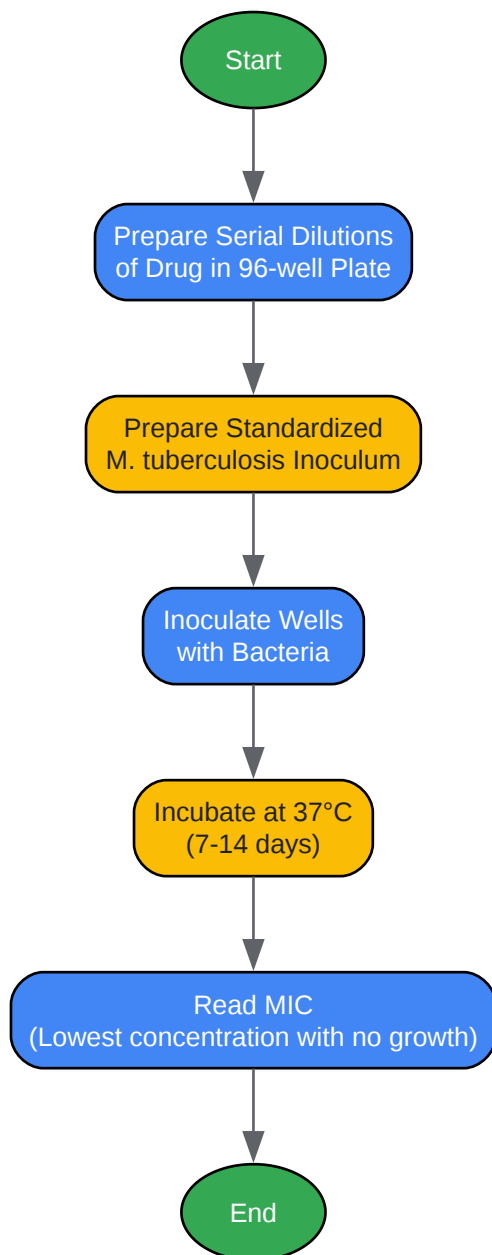 Start
Prepare Serial Dilutions
of Drug in 96-well Plate
Prepare Standardized
M. tuberculosis Inoculum
Inoculate Wells
with Bacteria
Incubate at 37°C
(7-14 days)
Read MIC
(Lowest concentration with no growth)
End